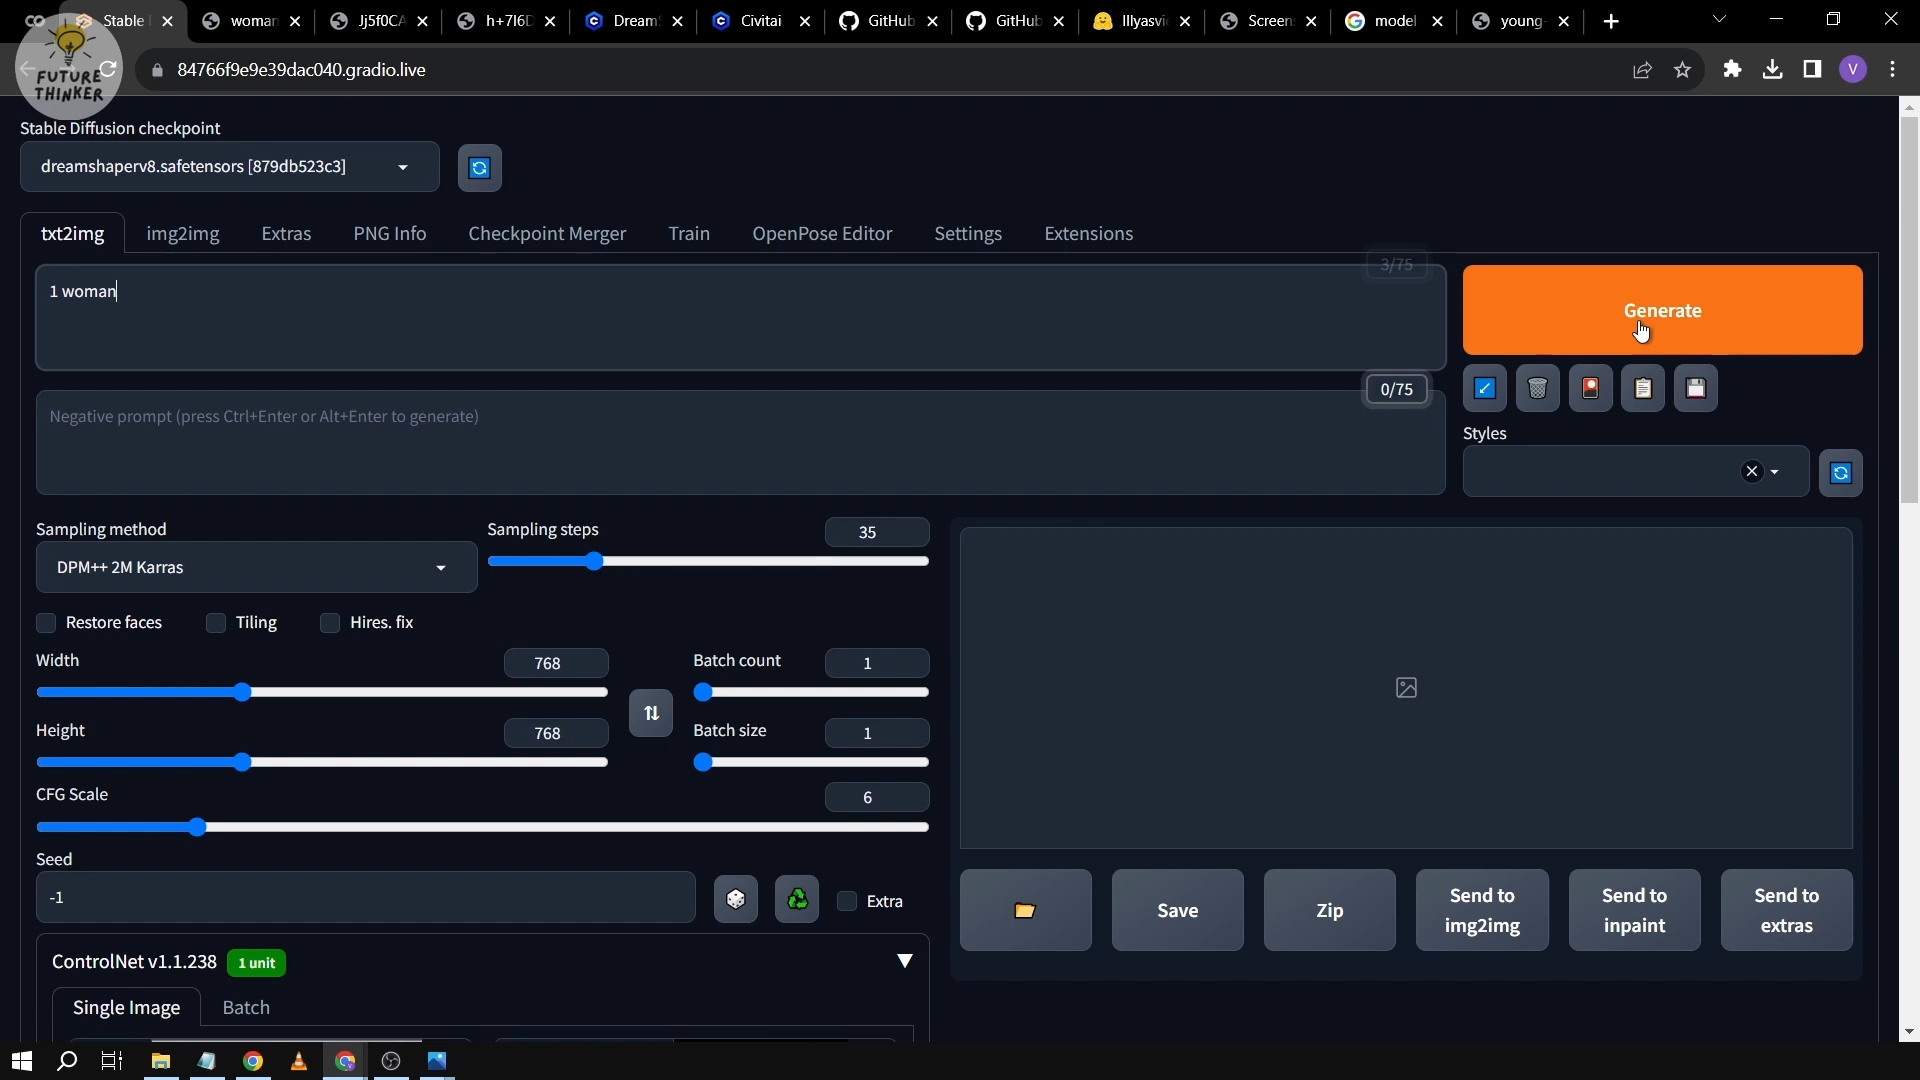 Stable
woman
Jj5f0CA
h+7l6D
Dream
Civitai
GitHub
GitHub
Illyasvi
Screen
model
young
84766f9e9e39dac040.gradio.live
V
FUTURE
THINKER
Stable Diffusion checkpoint
dreamshaperv8.safetensors [879db523c3]
txt2img
img2img
Extras
PNG Info
Checkpoint Merger
Train
OpenPose Editor
Settings
Extensions
3/75
1 woman
Generate
0/75
Negative prompt (press Ctrl+Enter or Alt+Enter to generate)
Styles
Sampling method
Sampling steps
35
DPM++ 2M Karras
Restore faces
Tiling
Hires. fix
Width
768
Batch count
1
Height
768
Batch size
1
CFG Scale
6
Seed
-1
Extra
Save
Zip
Send to
img2img
Send to
inpaint
Send to
extras
ControlNet v1.1.238
1 unit
Single Image
Batch